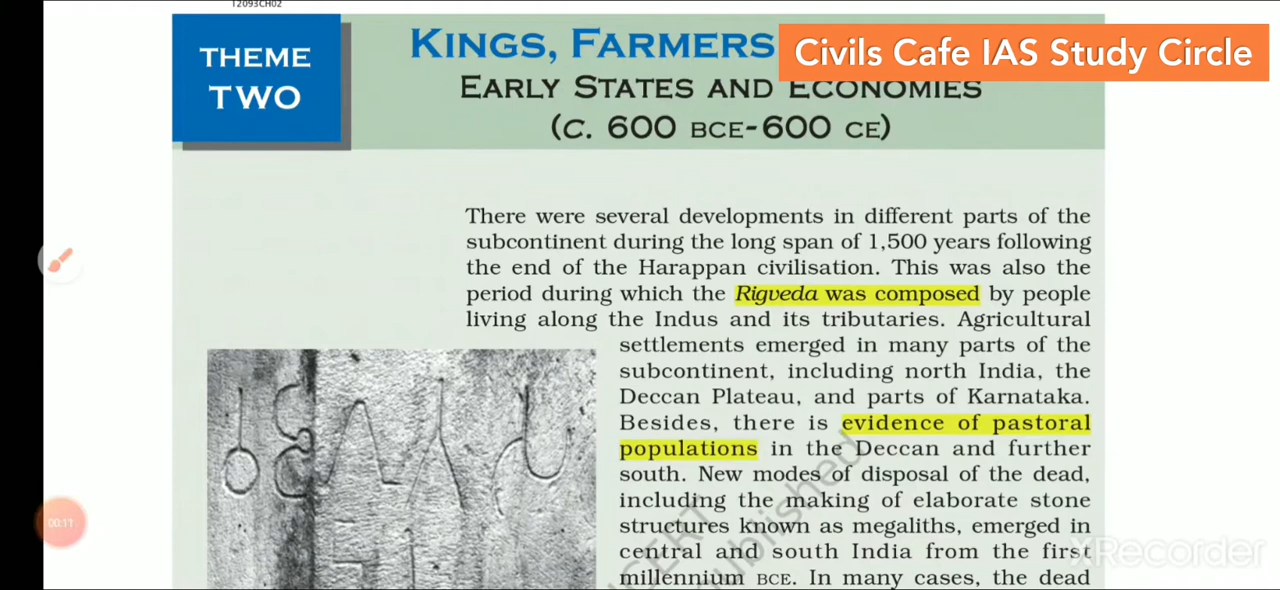 T2093CH02
THEME
TWO
KINGS, FARMERS
Civils Cafe IAS Study Circle
EARLY STATES AND ECONOMIES
(C. 600 BCE-600 CE)
There were several developments in different parts of the
subcontinent during the long span of 1,500 years following
the end of the Harappan civilisation. This was also the
period during which the Rigveda was composed by people
living along the Indus and its tributaries. Agricultural
settlements emerged in many parts of the
subcontinent, including north India, the
Deccan Plateau, and parts of Karnataka.
Besides, there is evidence of pastoral
populations in the Deccan and further
south. New modes of disposal of the dead,
including the making of elaborate stone
structures known as megaliths, emerged in
central and south India from the first
millennium BCE. In many cases, the dead
00:11
NCERT
published
XRecorder